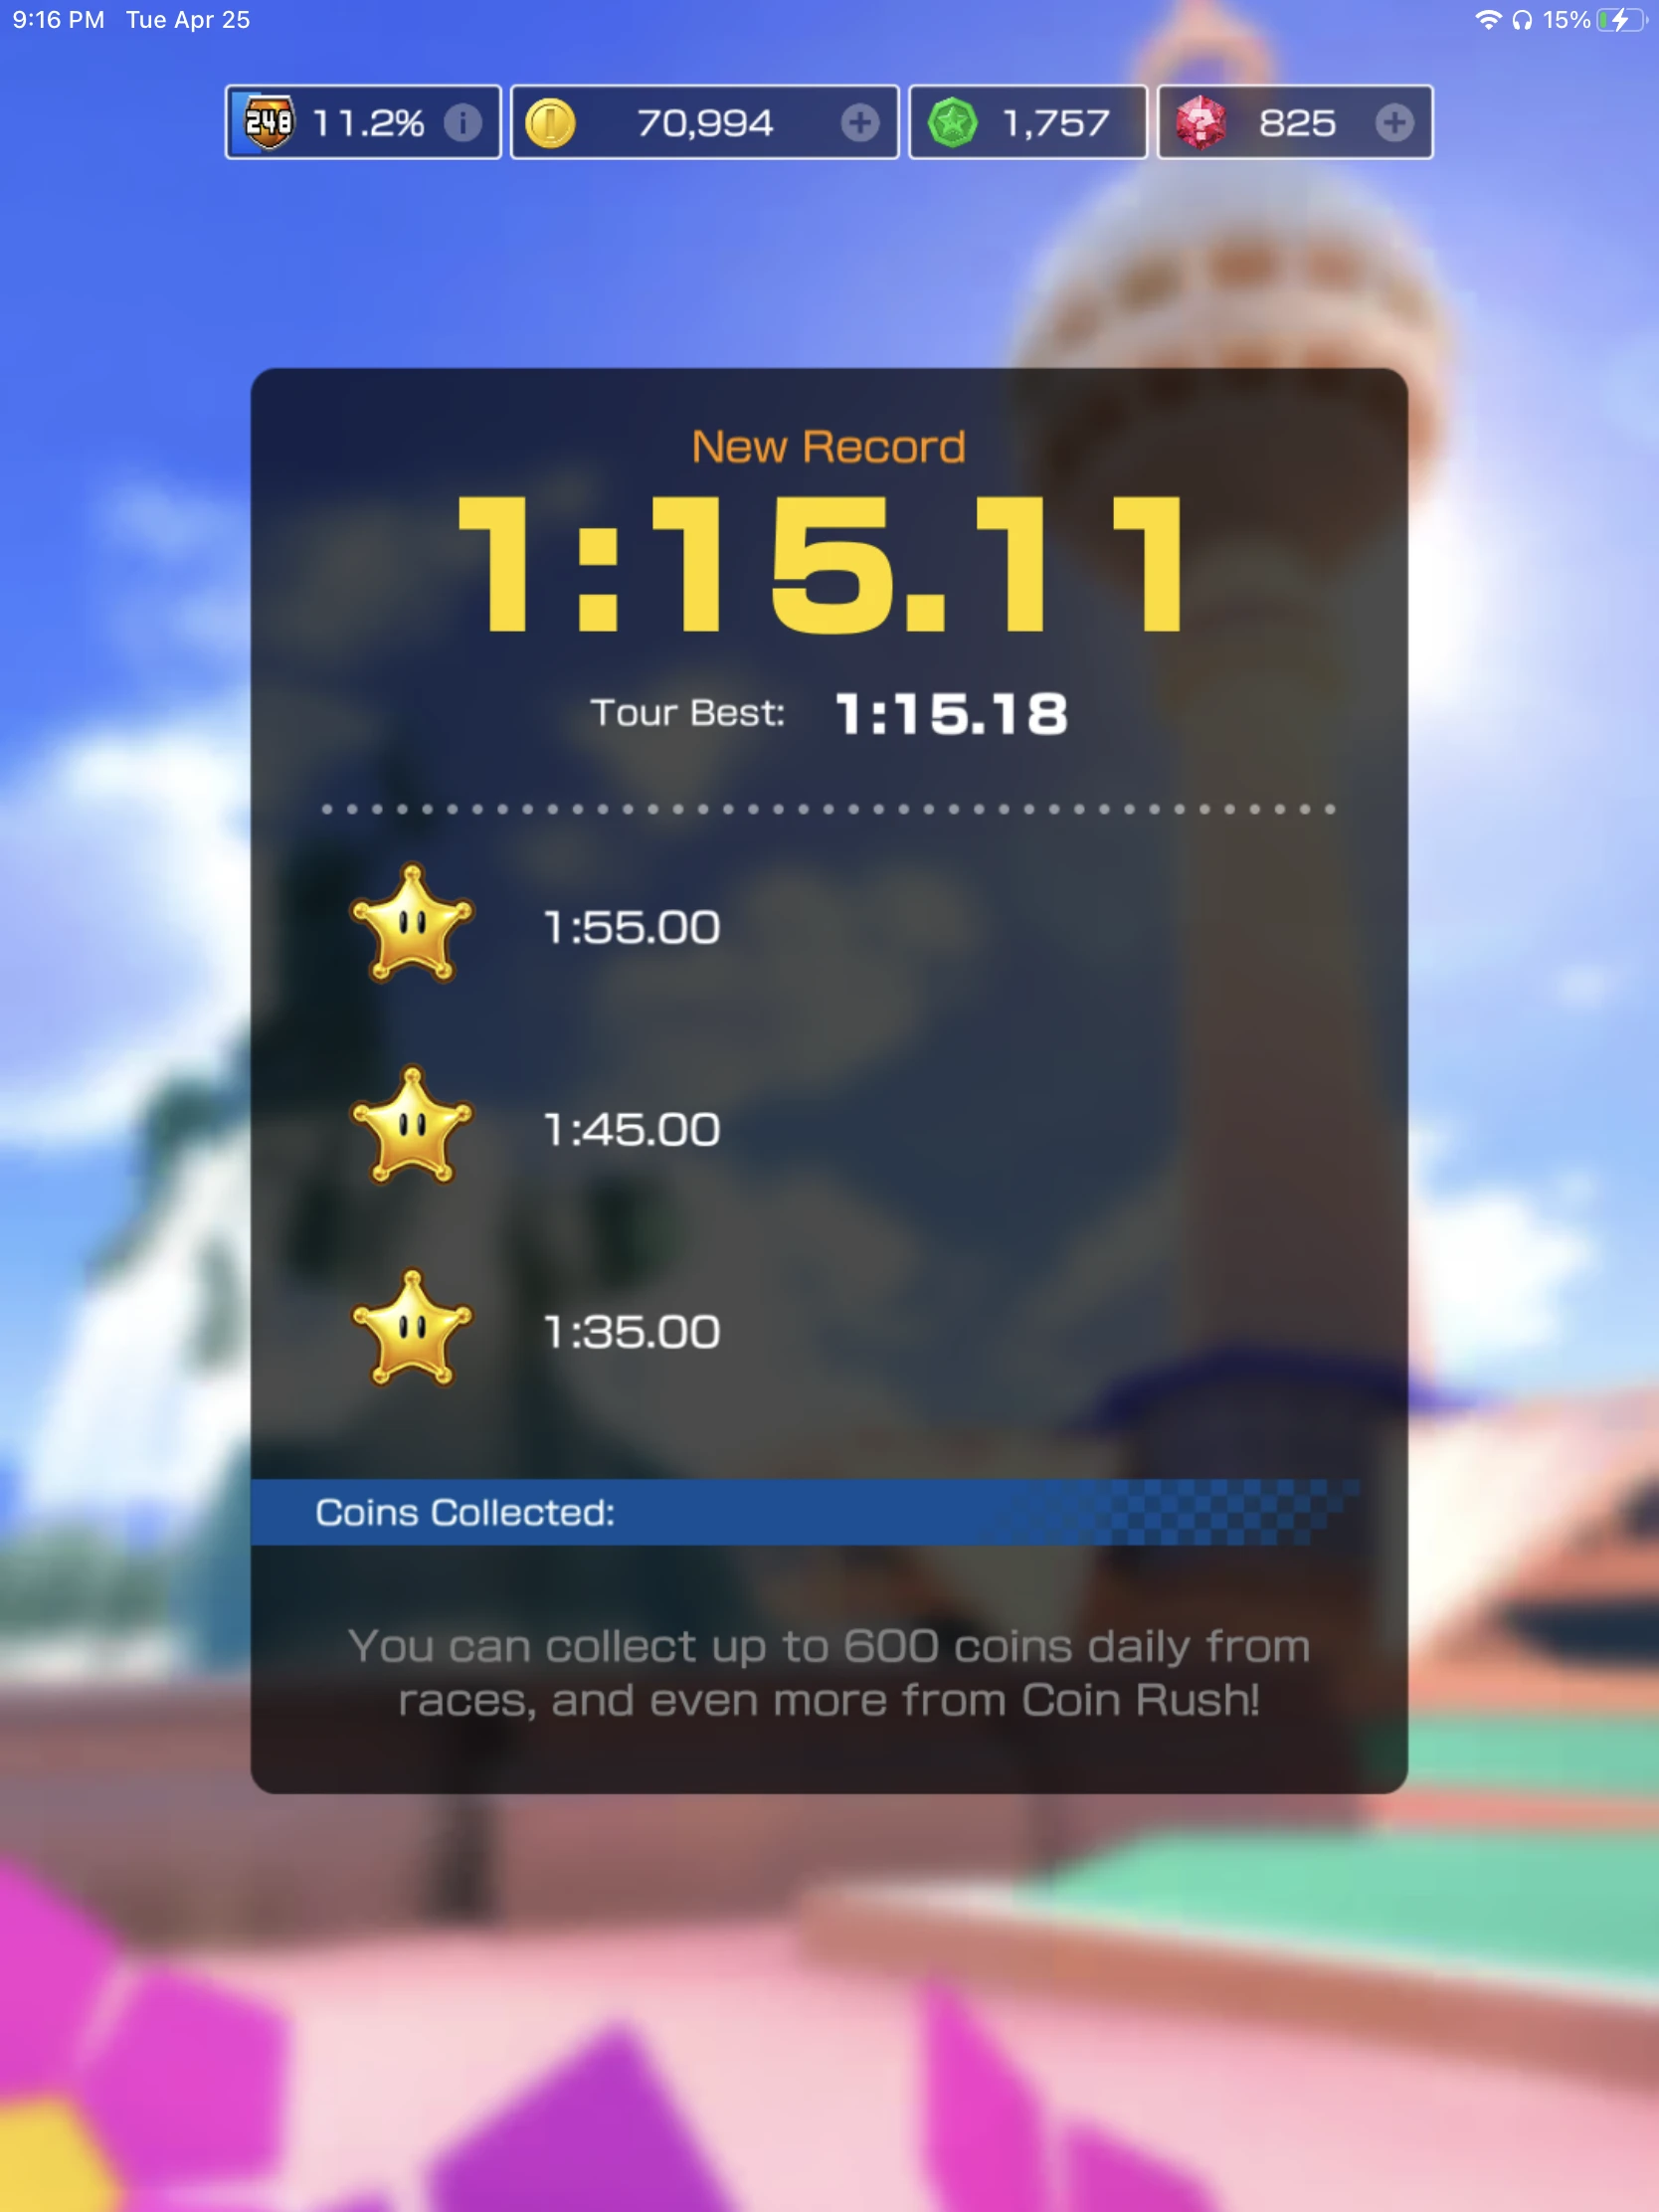 9:16 PM Tue Apr 25 15%
248 11.2% i 70,994 + 1,757 ? 825 +
New Record
1:15.11
Tour Best: 1:15.18
1:55.00
1:45.00
1:35.00
Coins Collected:
You can collect up to 600 coins daily from
races, and even more from Coin Rush!